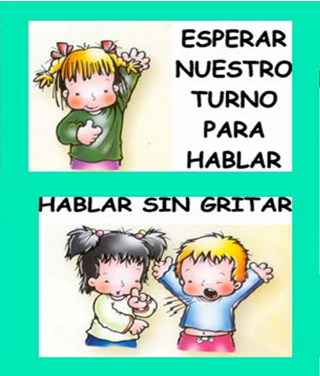 ESPERAR
NUESTRO
TURNO
PARA
HABLAR
HABLAR SIN GRITAR